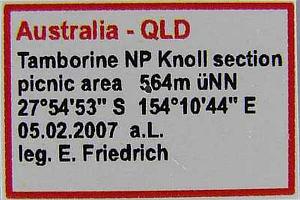 Australia - QLD
Tamborine NP Knoll section
picnic area 564m üNN
27°54'53" S 154°10'44" E
05.02.2007 a.L.
leg. E. Friedrich